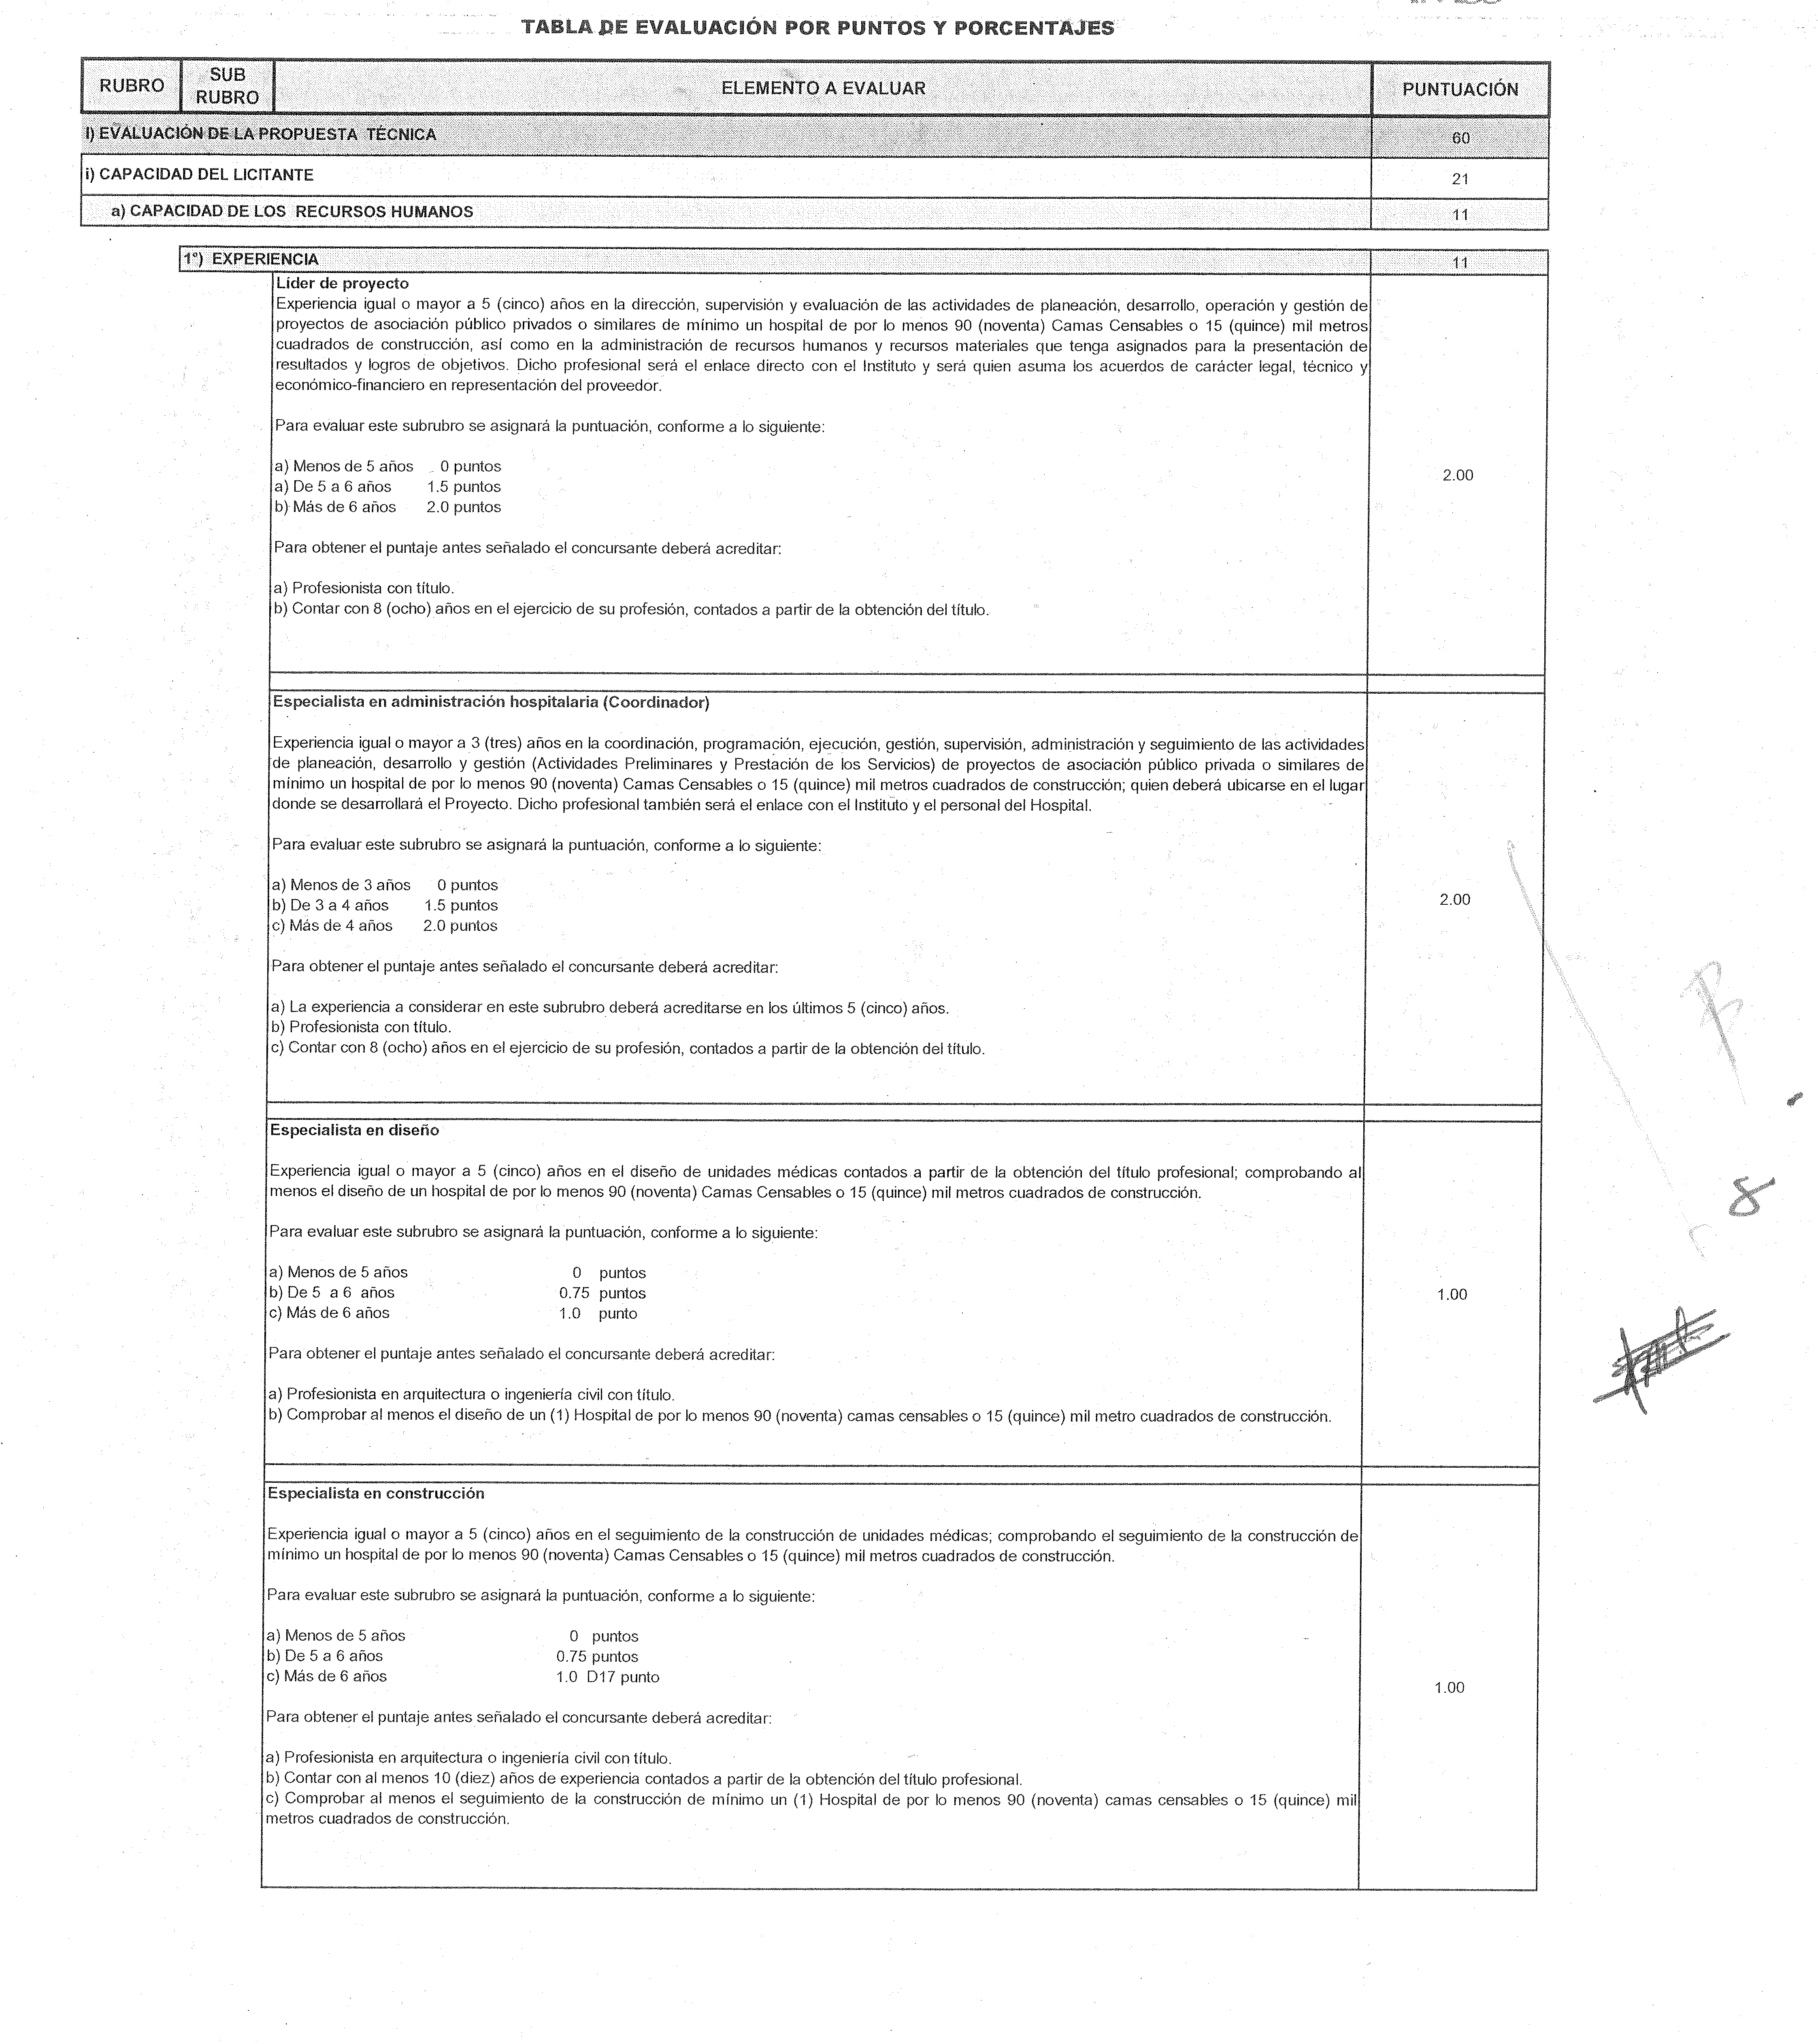 TABLA DE EVALUACIÓN POR PUNTOS Y PORCENTAJES
RUBRO
SUB RUBRO
ELEMENTO A EVALUAR
PUNTUACIÓN
I) EVALUACIÓN DE LA PROPUESTA TÉCNICA 60
i) CAPACIDAD DEL LICITANTE 21
a) CAPACIDAD DE LOS RECURSOS HUMANOS 11
1°) EXPERIENCIA 11
Líder de proyecto
Experiencia igual o mayor a 5 (cinco) años en la dirección, supervisión y evaluación de las actividades de planeación, desarrollo, operación y gestión de
proyectos de asociación público privados o similares de mínimo un hospital de por lo menos 90 (noventa) Camas Censables o 15 (quince) mil metros
cuadrados de construcción, así como en la administración de recursos humanos y recursos materiales que tenga asignados para la presentación de
resultados y logros de objetivos. Dicho profesional será el enlace directo con el Instituto y será quien asuma los acuerdos de carácter legal, técnico y
económico-financiero en representación del proveedor.
Para evaluar este subrubro se asignará la puntuación, conforme a lo siguiente:
a) Menos de 5 años 0 puntos
a) De 5 a 6 años 1.5 puntos
b) Más de 6 años 2.0 puntos
2.00
Para obtener el puntaje antes señalado el concursante deberá acreditar:
a) Profesionista con título.
b) Contar con 8 (ocho) años en el ejercicio de su profesión, contados a partir de la obtención del título.
Especialista en administración hospitalaria (Coordinador)
Experiencia igual o mayor a 3 (tres) años en la coordinación, programación, ejecución, gestión, supervisión, administración y seguimiento de las actividades
de planeación, desarrollo y gestión (Actividades Preliminares y Prestación de los Servicios) de proyectos de asociación público privada o similares de
mínimo un hospital de por lo menos 90 (noventa) Camas Censables o 15 (quince) mil metros cuadrados de construcción; quien deberá ubicarse en el lugar
donde se desarrollará el Proyecto. Dicho profesional también será el enlace con el Instituto y el personal del Hospital.
Para evaluar este subrubro se asignará la puntuación, conforme a lo siguiente:
a) Menos de 3 años 0 puntos
b) De 3 a 4 años 1.5 puntos
c) Más de 4 años 2.0 puntos
2.00
Para obtener el puntaje antes señalado el concursante deberá acreditar:
a) La experiencia a considerar en este subrubro deberá acreditarse en los últimos 5 (cinco) años.
b) Profesionista con título.
c) Contar con 8 (ocho) años en el ejercicio de su profesión, contados a partir de la obtención del título.
Especialista en diseño
Experiencia igual o mayor a 5 (cinco) años en el diseño de unidades médicas contados a partir de la obtención del título profesional; comprobando al
menos el diseño de un hospital de por lo menos 90 (noventa) Camas Censables o 15 (quince) mil metros cuadrados de construcción.
Para evaluar este subrubro se asignará la puntuación, conforme a lo siguiente:
a) Menos de 5 años 0 puntos
b) De 5 a 6 años 0.75 puntos
c) Más de 6 años 1.0 punto
1.00
Para obtener el puntaje antes señalado el concursante deberá acreditar:
a) Profesionista en arquitectura o ingeniería civil con título.
b) Comprobar al menos el diseño de un (1) Hospital de por lo menos 90 (noventa) camas censables o 15 (quince) mil metro cuadrados de construcción.
Especialista en construcción
Experiencia igual o mayor a 5 (cinco) años en el seguimiento de la construcción de unidades médicas; comprobando el seguimiento de la construcción de
mínimo un hospital de por lo menos 90 (noventa) Camas Censables o 15 (quince) mil metros cuadrados de construcción.
Para evaluar este subrubro se asignará la puntuación, conforme a lo siguiente:
a) Menos de 5 años 0 puntos
b) De 5 a 6 años 0.75 puntos
c) Más de 6 años 1.0 D17 punto
1.00
Para obtener el puntaje antes señalado el concursante deberá acreditar:
a) Profesionista en arquitectura o ingeniería civil con título.
b) Contar con al menos 10 (diez) años de experiencia contados a partir de la obtención del título profesional.
c) Comprobar al menos el seguimiento de la construcción de mínimo un (1) Hospital de por lo menos 90 (noventa) camas censables o 15 (quince) mil
metros cuadrados de construcción.